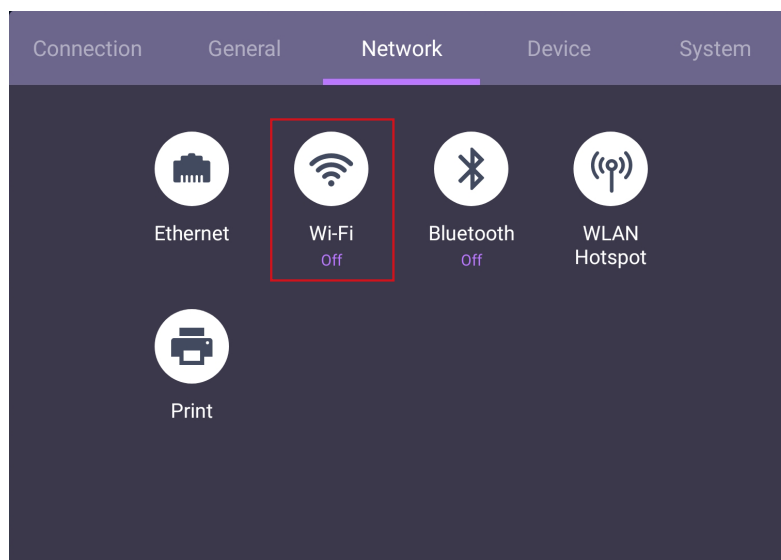 Connection General Network Device System
Ethernet Wi-Fi Bluetooth WLAN
Off Off Hotspot
Print